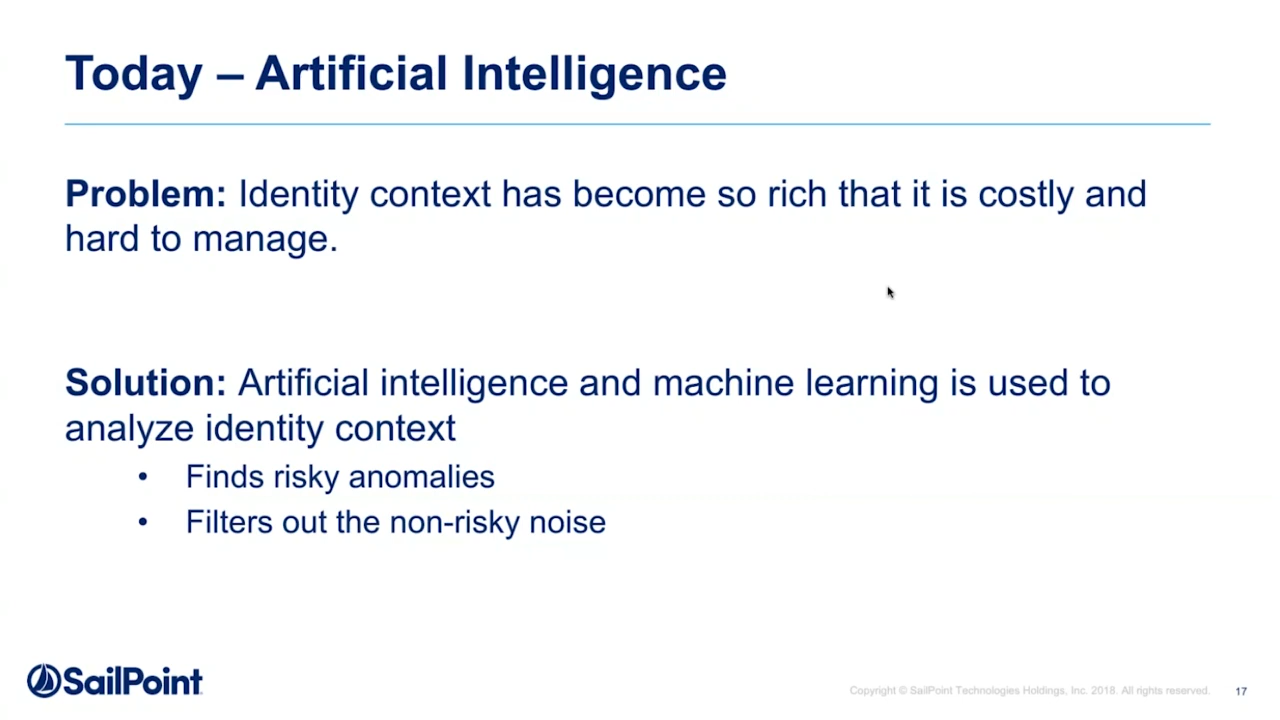 Today – Artificial Intelligence
Problem: Identity context has become so rich that it is costly and
hard to manage.
Solution: Artificial intelligence and machine learning is used to
analyze identity context
• Finds risky anomalies
• Filters out the non-risky noise
SailPoint
Copyright © SailPoint Technologies Holdings, Inc. 2018. All rights reserved.
17